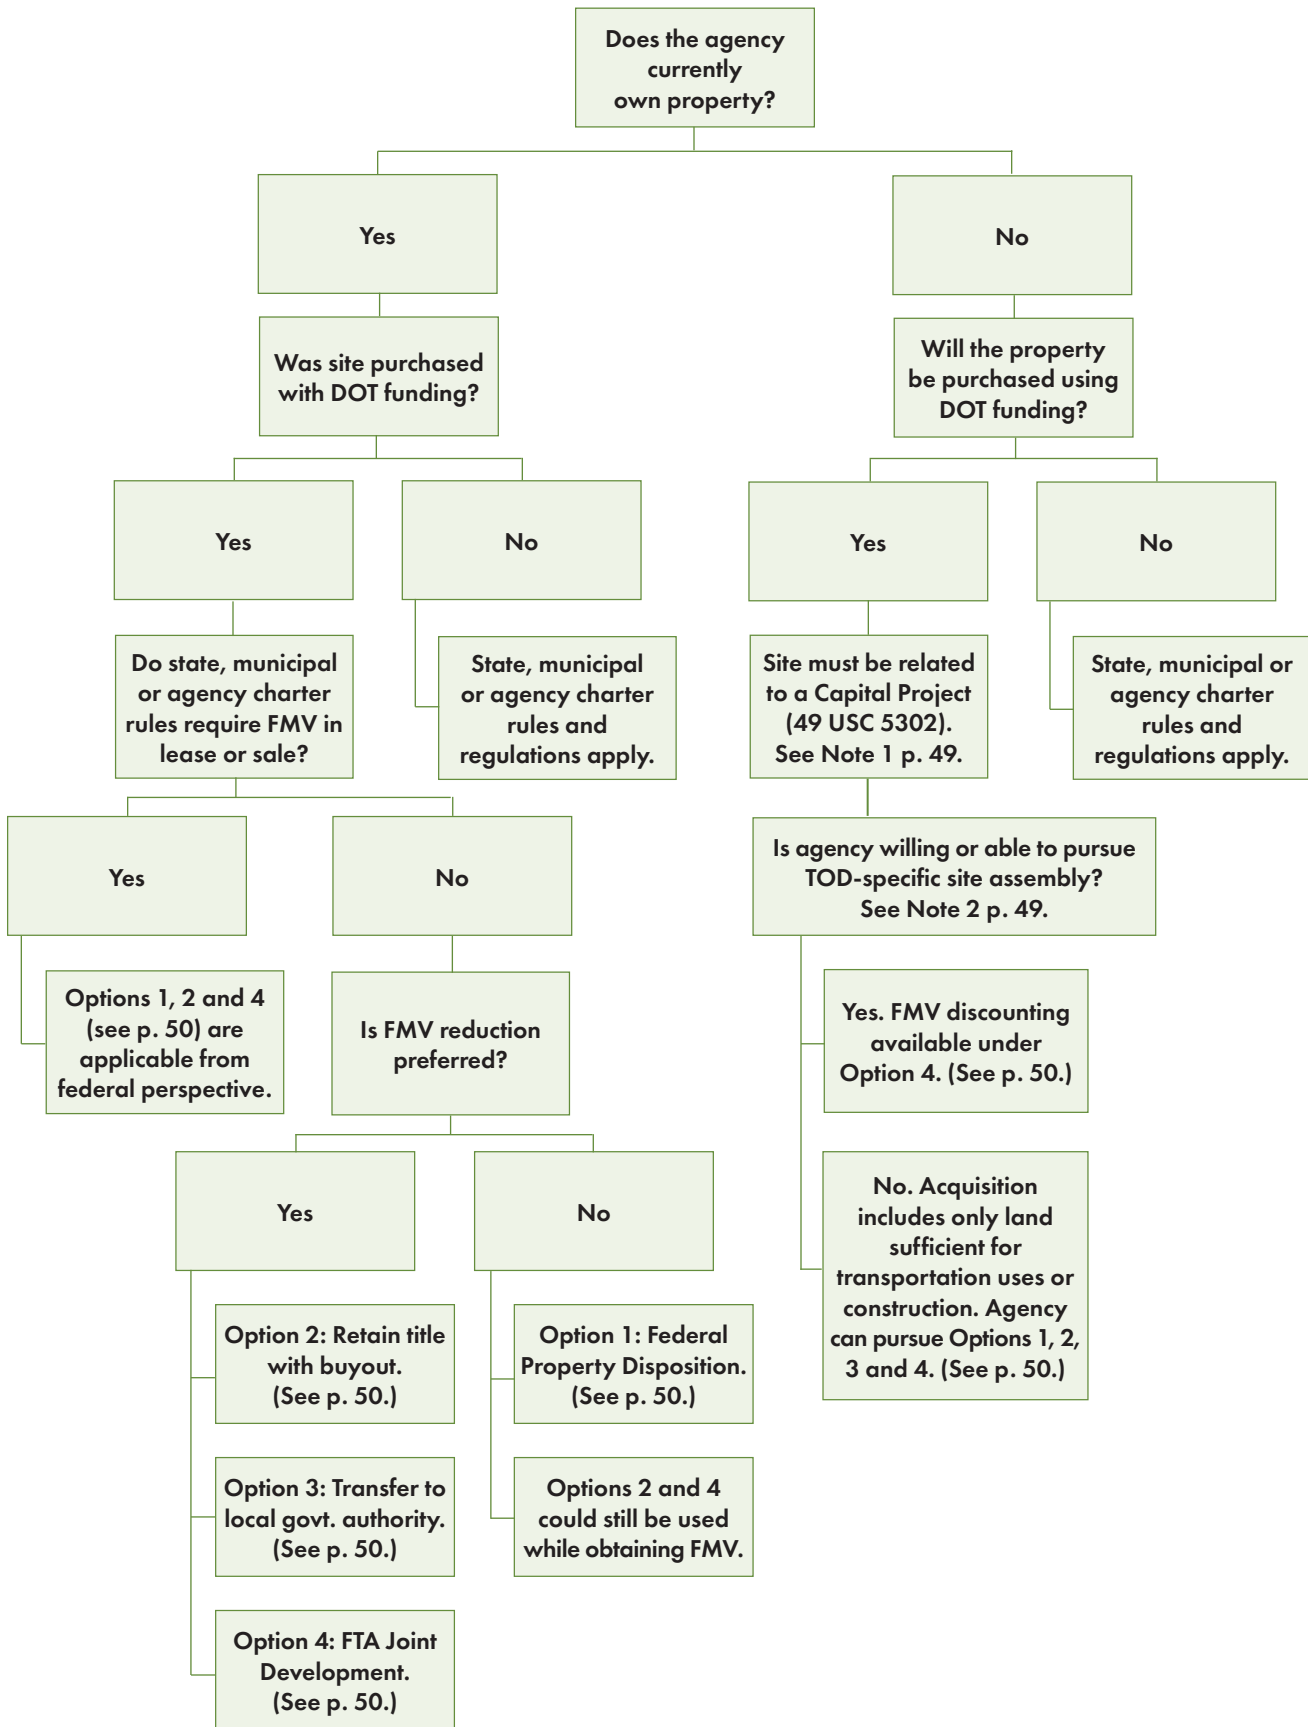 Does the agency
currently
own property?
Yes
No
Was site purchased
with DOT funding?
Will the property
be purchased using
DOT funding?
Yes
No
Yes
No
Do state, municipal
or agency charter
rules require FMV in
lease or sale?
State, municipal
or agency charter
rules and
regulations apply.
Site must be related
to a Capital Project
(49 USC 5302).
See Note 1 p. 49.
State, municipal or
agency charter
rules and
regulations apply.
Yes
No
Is agency willing or able to pursue
TOD-specific site assembly?
See Note 2 p. 49.
Options 1, 2 and 4
(see p. 50) are
applicable from
federal perspective.
Is FMV reduction
preferred?
Yes. FMV discounting
available under
Option 4. (See p. 50.)
Yes
No
No. Acquisition
includes only land
sufficient for
transportation uses or
construction. Agency
can pursue Options 1, 2,
3 and 4. (See p. 50.)
Option 2: Retain title
with buyout.
(See p. 50.)
Option 1: Federal
Property Disposition.
(See p. 50.)
Option 3: Transfer to
local govt. authority.
(See p. 50.)
Options 2 and 4
could still be used
while obtaining FMV.
Option 4: FTA Joint
Development.
(See p. 50.)